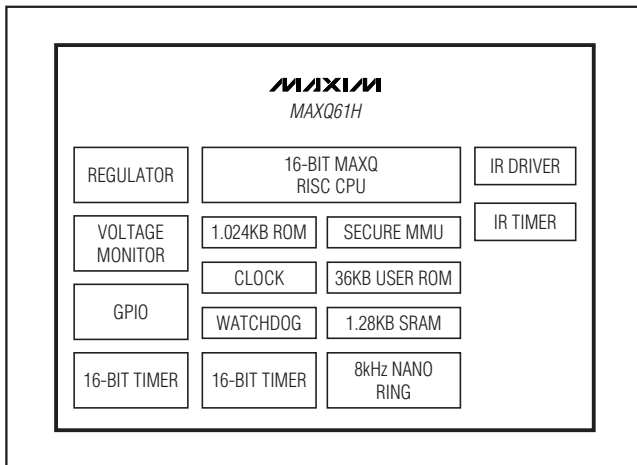 MAXIM
MAXQ61H
REGULATOR
16-BIT MAXQ
RISC CPU
IR DRIVER
VOLTAGE
MONITOR
1.024KB ROM
SECURE MMU
IR TIMER
CLOCK
36KB USER ROM
GPIO
WATCHDOG
1.28KB SRAM
16-BIT TIMER
16-BIT TIMER
8kHz NANO
RING